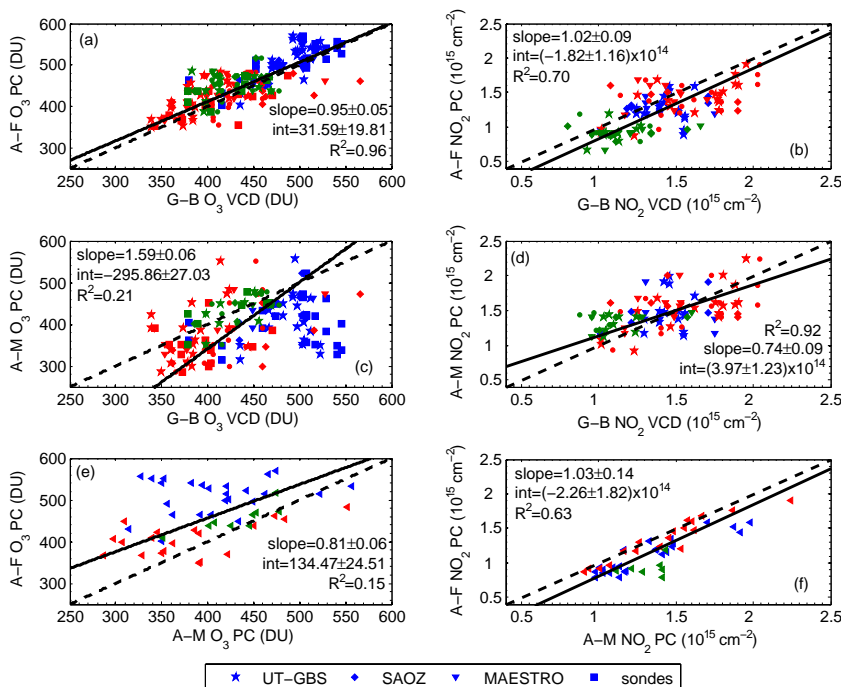 (a)
A−F O3 PC (DU)
600
500
400
300
slope=0.95±0.05
int=31.59±19.81
R2=0.96
250 300 350 400 450 500 550 600
G−B O3 VCD (DU)
A−F NO2 PC (10^15 cm−2)
2.5
2
1.5
1
0.5
slope=1.02±0.09
int=(−1.82±1.16)x10^14
R2=0.70
(b)
0.5 1 1.5 2 2.5
G−B NO2 VCD (10^15 cm−2)
A−M O3 PC (DU)
600
500
400
300
slope=1.59±0.06
int=−295.86±27.03
R2=0.21
(c)
250 300 350 400 450 500 550 600
G−B O3 VCD (DU)
(d)
A−M NO2 PC (10^15 cm−2)
2.5
2
1.5
1
0.5
R2=0.92
slope=0.74±0.09
int=(3.97±1.23)x10^14
0.5 1 1.5 2 2.5
G−B NO2 VCD (10^15 cm−2)
(e)
A−F O3 PC (DU)
600
500
400
300
slope=0.81±0.06
int=134.47±24.51
R2=0.15
250 300 350 400 450 500 550 600
A−M O3 PC (DU)
A−F NO2 PC (10^15 cm−2)
2.5
2
1.5
1
0.5
slope=1.03±0.14
int=(−2.26±1.82)x10^14
R2=0.63
(f)
0.5 1 1.5 2 2.5
A−M NO2 PC (10^15 cm−2)
UT−GBS SAOZ MAESTRO sondes